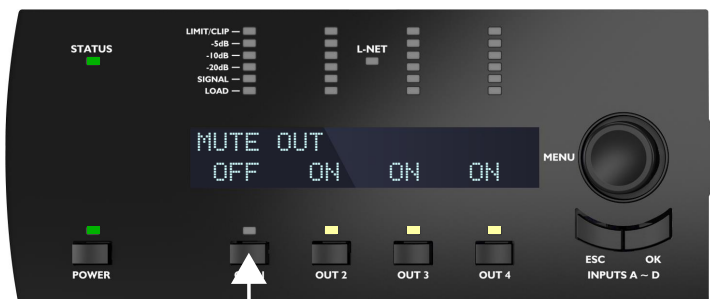 STATUS
LIMIT/CLIP
-5dB
-10dB
-20dB
SIGNAL
LOAD
L-NET
MUTE OUT
OFF ON ON ON
MENU
POWER
OUT 2
OUT 3
OUT 4
ESC OK
INPUTS A ~ D